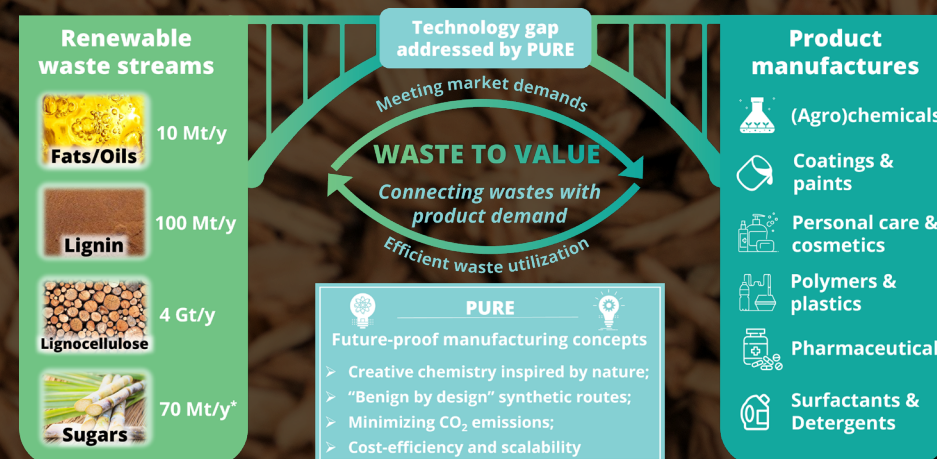 Renewable
waste streams
Fats/Oils
10 Mt/y
Lignin
100 Mt/y
Lignocellulose
4 Gt/y
Sugars
70 Mt/y*
Technology gap
addressed by PURE
Meeting market demands
WASTE TO VALUE
Connecting wastes with
product demand
Efficient waste utilization
PURE
Future-proof manufacturing concepts
➢ Creative chemistry inspired by nature;
➢ “Benign by design” synthetic routes;
➢ Minimizing CO₂ emissions;
➢ Cost-efficiency and scalability
Product
manufactures
(Agro)chemicals
Coatings &
paints
Personal care &
cosmetics
Polymers &
plastics
Pharmaceutical
Surfactants &
Detergents